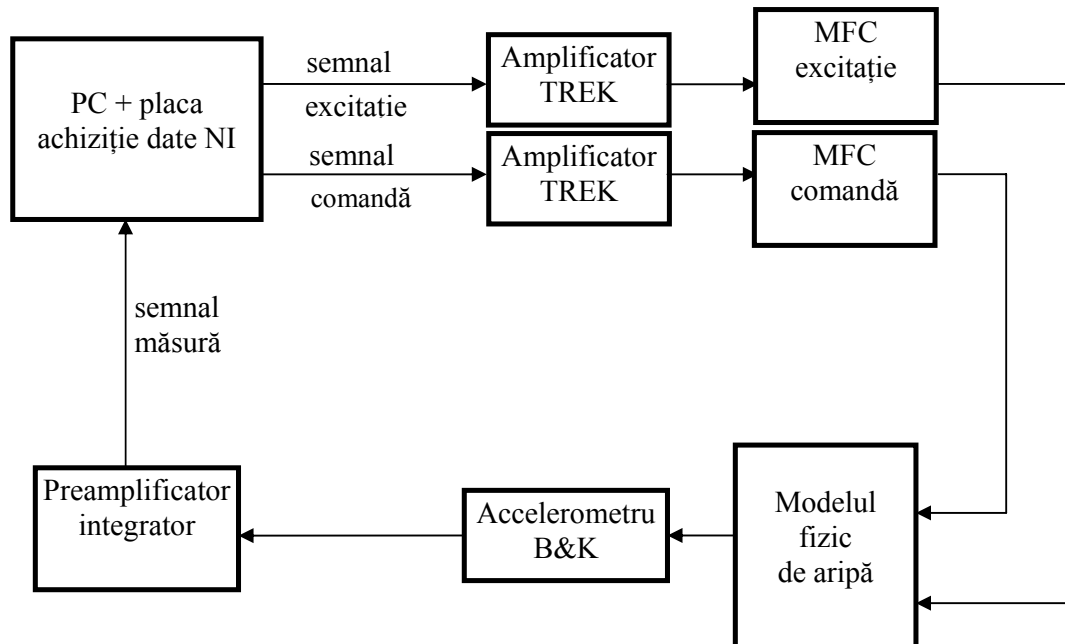 PC + placa
achiziție date NI
semnal
excitație
Amplificator
TREK
MFC
excitație
semnal
comandă
Amplificator
TREK
MFC
comandă
semnal
măsură
Preamplificator
integrator
Accelerometru
B&K
Modelul
fizic
de aripă